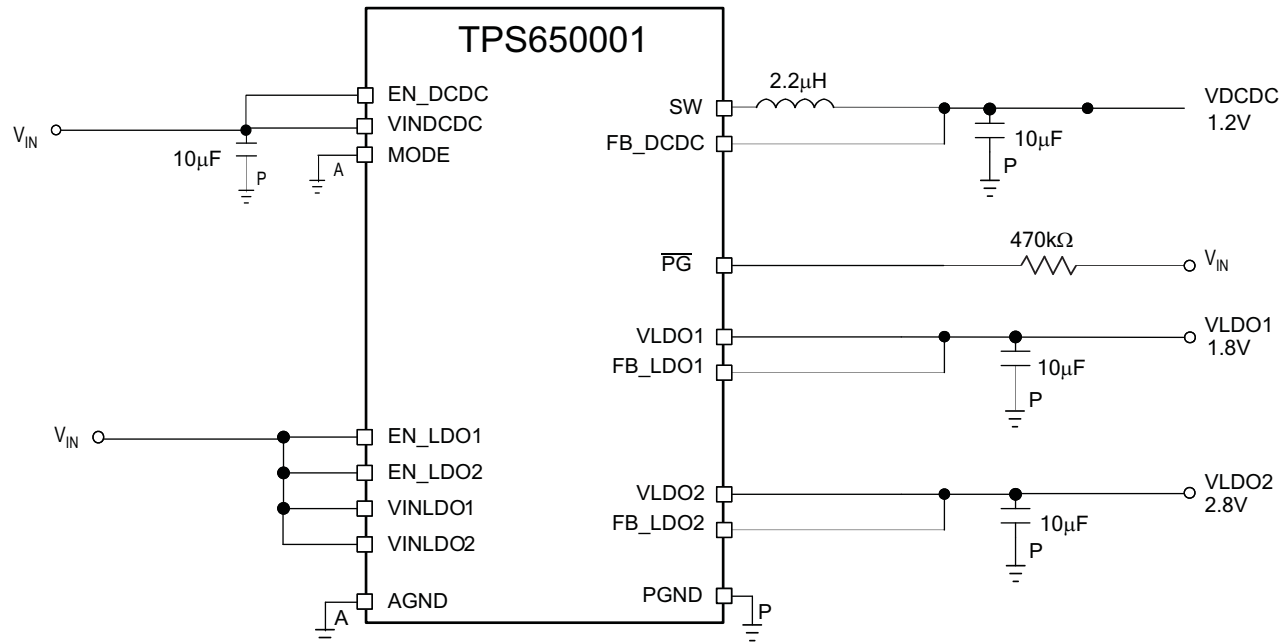 TPS650001
EN_DCDC
VINDCDC
MODE
V_IN
10μF
P
A
SW
FB_DCDC
2.2μH
10μF
P
VDCDC
1.2V
PG
470kΩ
V_IN
VLDO1
FB_LDO1
10μF
P
VLDO1
1.8V
V_IN
EN_LDO1
EN_LDO2
VINLDO1
VINLDO2
AGND
A
VLDO2
FB_LDO2
10μF
P
VLDO2
2.8V
PGND
P